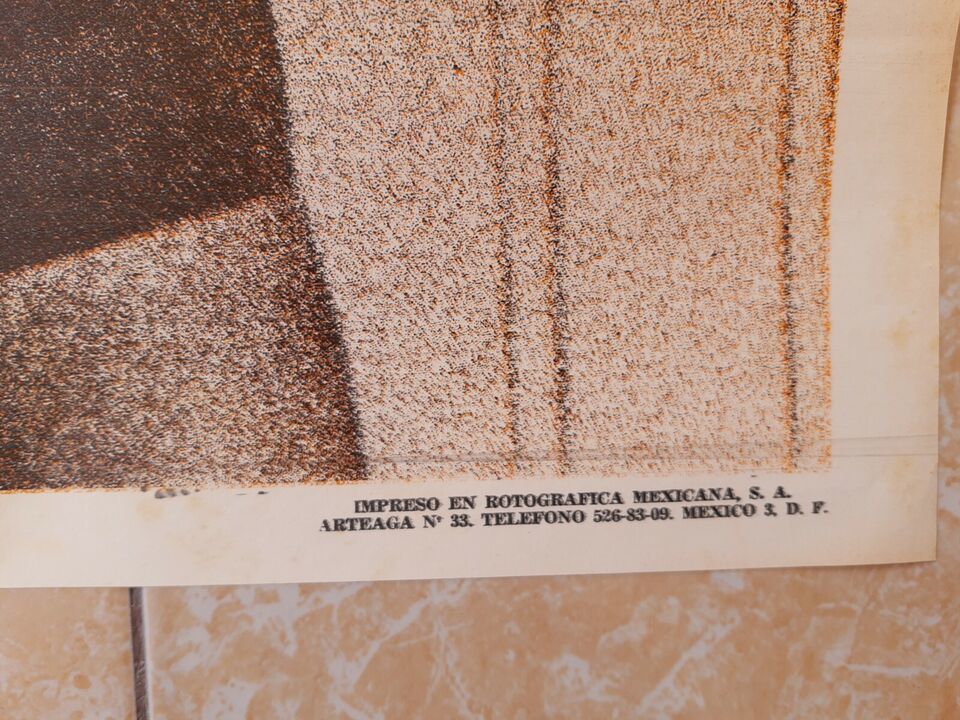 IMPRESO EN ROTOGRAFICA MEXICANA, S. A.
ARTEAGA Nº 33. TELEFONO 526-83-09. MEXICO 3, D. F.